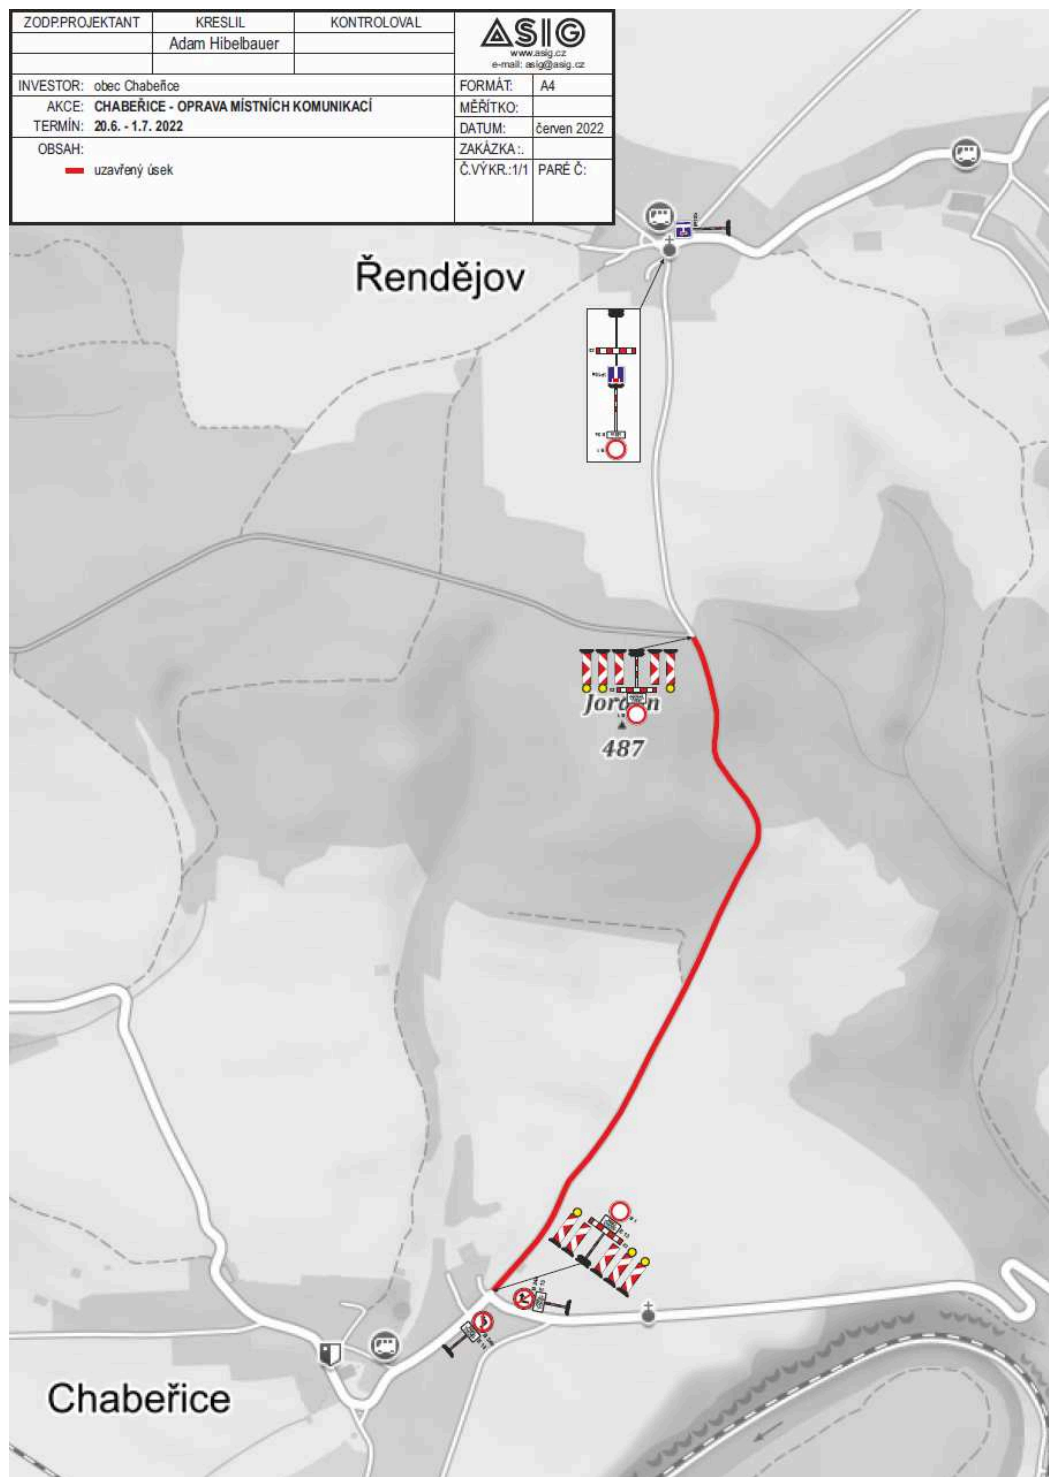 ZODP.PROJEKTANT KRESLIL KONTROLOVAL
Adam Hibelbauer
ASIG
www.asig.cz
e-mail: asig@asig.cz
INVESTOR: obec Chabeřice
FORMÁT: A4
AKCE: CHABEŘICE - OPRAVA MÍSTNÍCH KOMUNIKACÍ
MĚŘÍTKO:
TERMÍN: 20.6. - 1.7. 2022
DATUM: červen 2022
OBSAH:
ZAKÁZKA :.
uzavřený úsek
Č.VÝKR.:1/1 PARÉ Č:
Řendějov
487
Chabeřice